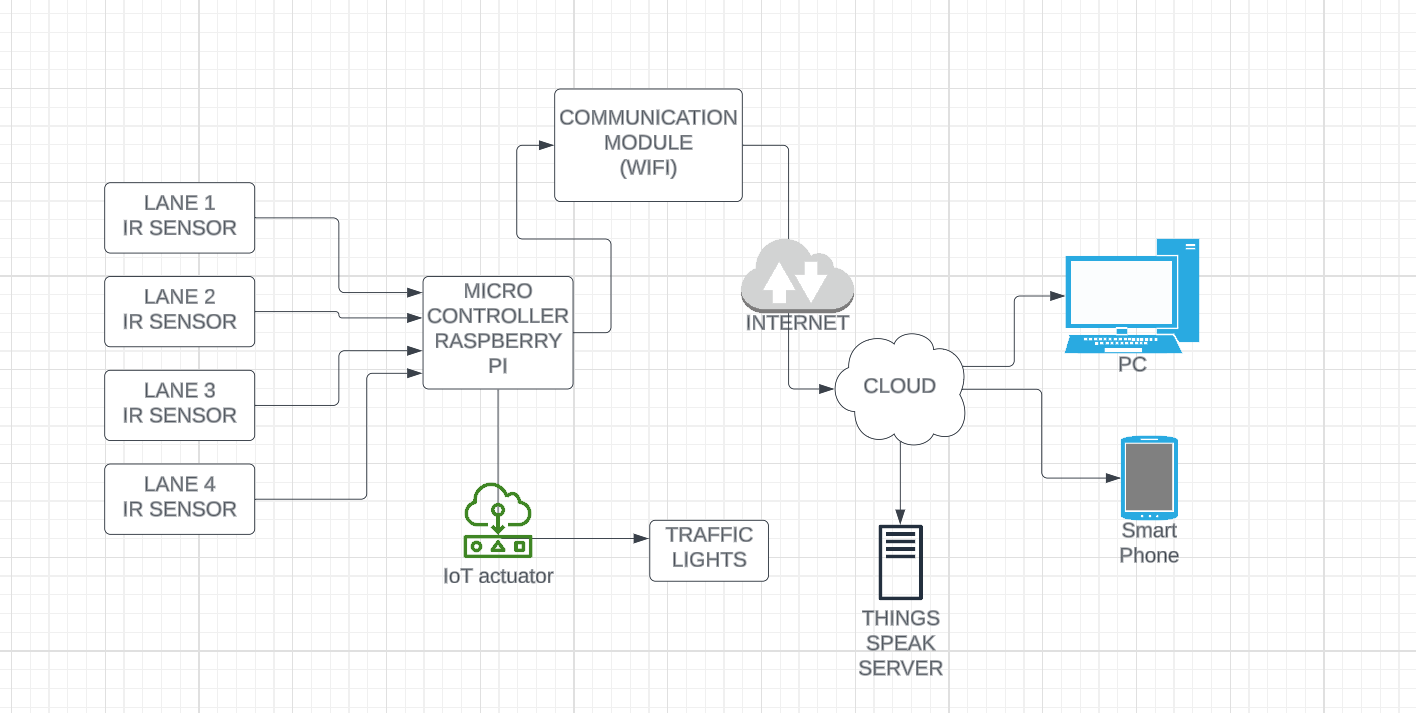 COMMUNICATION
MODULE
(WIFI)
LANE 1
IR SENSOR
LANE 2
IR SENSOR
LANE 3
IR SENSOR
LANE 4
IR SENSOR
MICRO
CONTROLLER
RASPBERRY
PI
INTERNET
CLOUD
PC
Smart
Phone
IoT actuator
TRAFFIC
LIGHTS
THINGS
SPEAK
SERVER